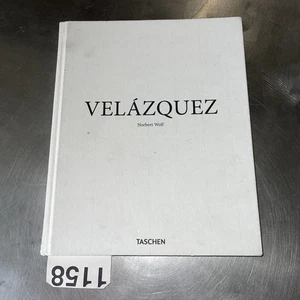 VELÁZQUEZ
Norbert Wolf
TASCHEN
1158